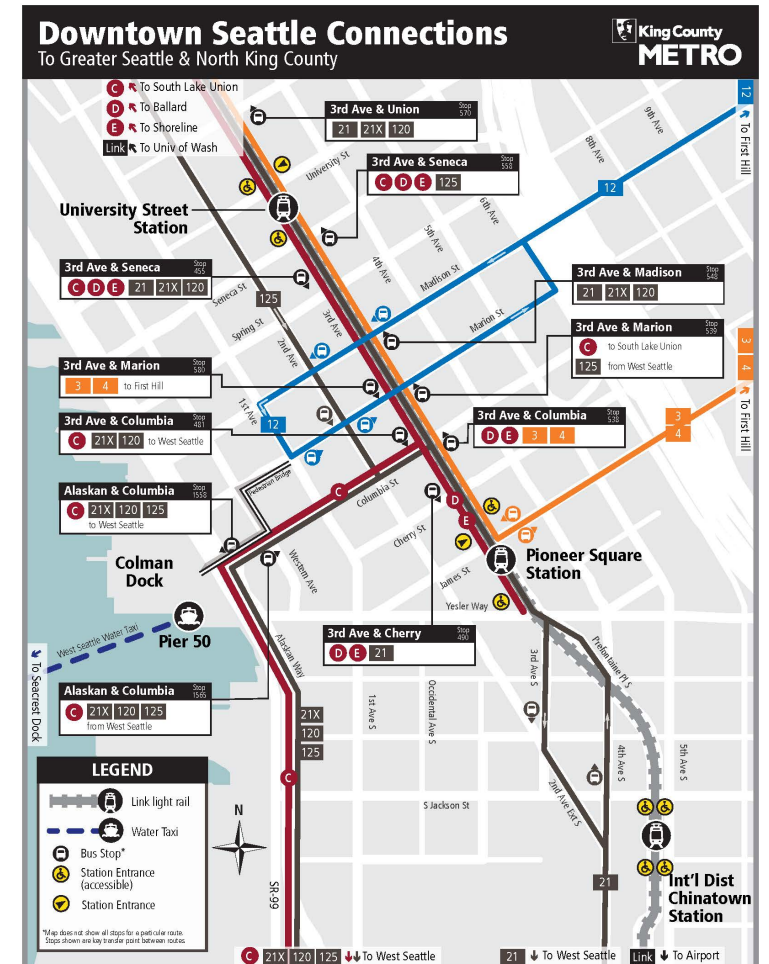 Downtown Seattle Connections
To Greater Seattle & North King County
King County
METRO
C To South Lake Union
D To Ballard
E To Shoreline
Link To Univ of Wash
3rd Ave & Union Stop 570
21 21X 120
3rd Ave & Seneca Stop 558
C D E 125
12
To First Hill
9th Ave
8th Ave
University St
12
6th Ave
5th Ave
4th Ave
University Street
Station
3rd Ave & Seneca Stop 455
C D E 21 21X 120
Seneca St
125
Spring St
3rd Ave
2nd Ave
Madison St
Marion St
3rd Ave & Madison Stop 548
21 21X 120
3rd Ave & Marion Stop 539
C to South Lake Union
125 from West Seattle
3
4
To First Hill
3rd Ave & Marion Stop 580
3 4 to First Hill
1st Ave
12
3rd Ave & Columbia Stop 481
C 21X 120 to West Seattle
3rd Ave & Columbia Stop 538
D E 3 4
3
4
Pedestrian Bridge
Alaskan & Columbia Stop 1558
C 21X 120 125
to West Seattle
C
Columbia St
D
E
Cherry St
James St
Yesler Way
Pioneer Square
Station
Colman
Dock
Western Ave
Alaskan Way
Pier 50
West Seattle Water Taxi
To Seacrest Dock
3rd Ave & Cherry Stop 490
D E 21
Alaskan & Columbia Stop 1565
C 21X 120 125
from West Seattle
21X
120
125
C
1st Ave S
Occidental Ave S
3rd Ave S
Prefontaine Pl S
4th Ave S
5th Ave S
2nd Ave Ext S
S Jackson St
LEGEND
Link light rail
Water Taxi
Bus Stop*
Station Entrance
(accessible)
Station Entrance
*Map does not show all stops for a particular route.
Stops shown are key transfer point between routes.
N
SR-99
21
Int'l Dist
Chinatown
Station
C 21X 120 125 To West Seattle
21 To West Seattle
Link To Airport